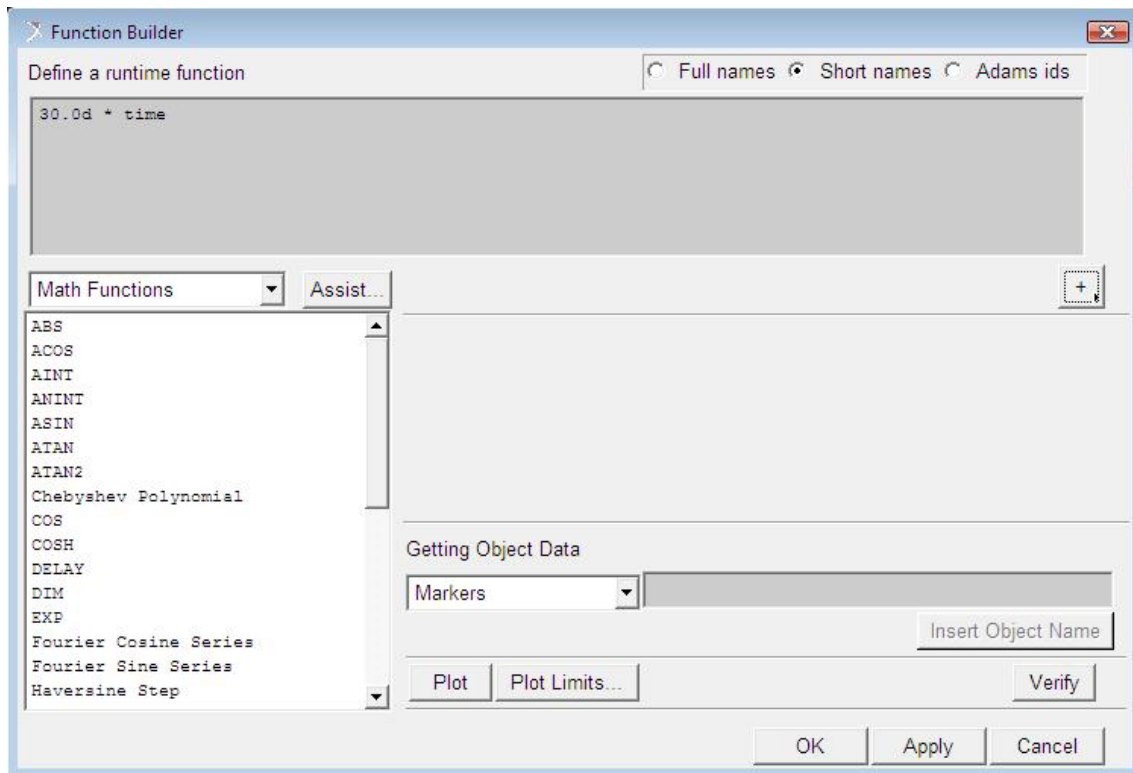 Function Builder
Define a runtime function
Full names Short names Adams ids
30.0d * time
Math Functions
Assist...
+
ABS
ACOS
AINT
ANINT
ASIN
ATAN
ATAN2
Chebyshev Polynomial
COS
COSH
DELAY
DIM
EXP
Fourier Cosine Series
Fourier Sine Series
Haversine Step
Getting Object Data
Markers
Insert Object Name
Plot
Plot Limits...
Verify
OK
Apply
Cancel